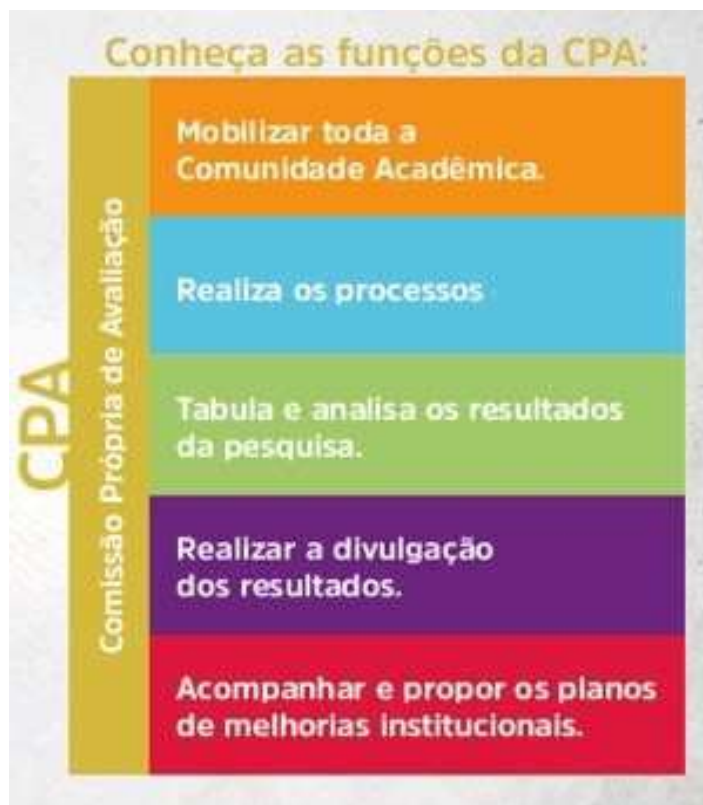 Conheça as funções da CPA:
CPA
Comissão Própria de Avaliação
Mobilizar toda a
Comunidade Acadêmica.
Realiza os processos
Tabula e analisa os resultados
da pesquisa.
Realizar a divulgação
dos resultados.
Acompanhar e propor os planos
de melhorias institucionais.